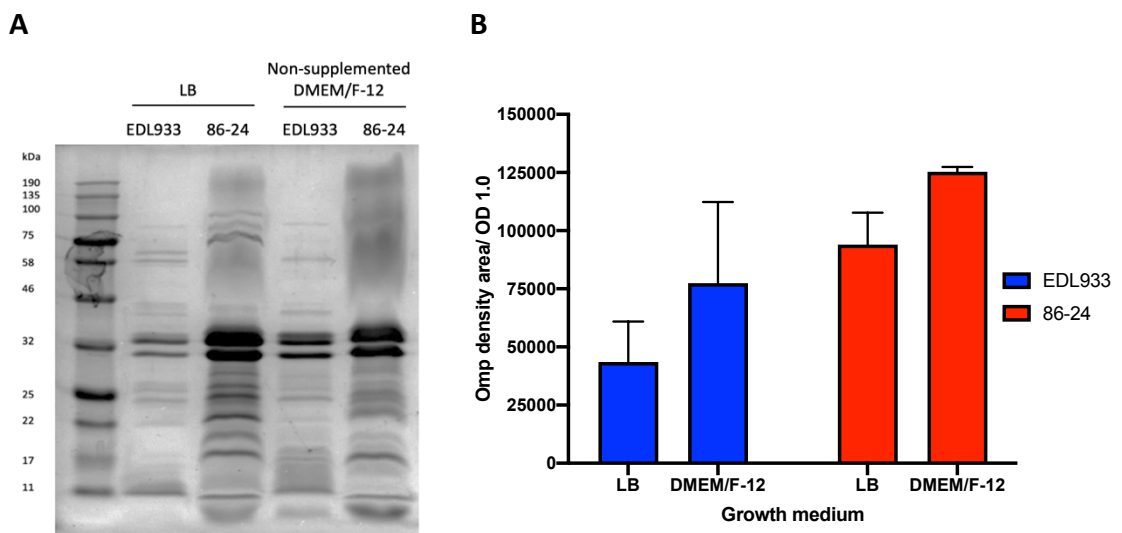 A
Non-supplemented
LB DMEM/F-12
EDL933 86-24 EDL933 86-24
kDa
190
135
100
75
58
46
32
25
22
17
11
B
150000
125000
100000
75000
50000
25000
0
Omp density area/ OD 1.0
LB DMEM/F-12 LB DMEM/F-12
Growth medium
EDL933
86-24